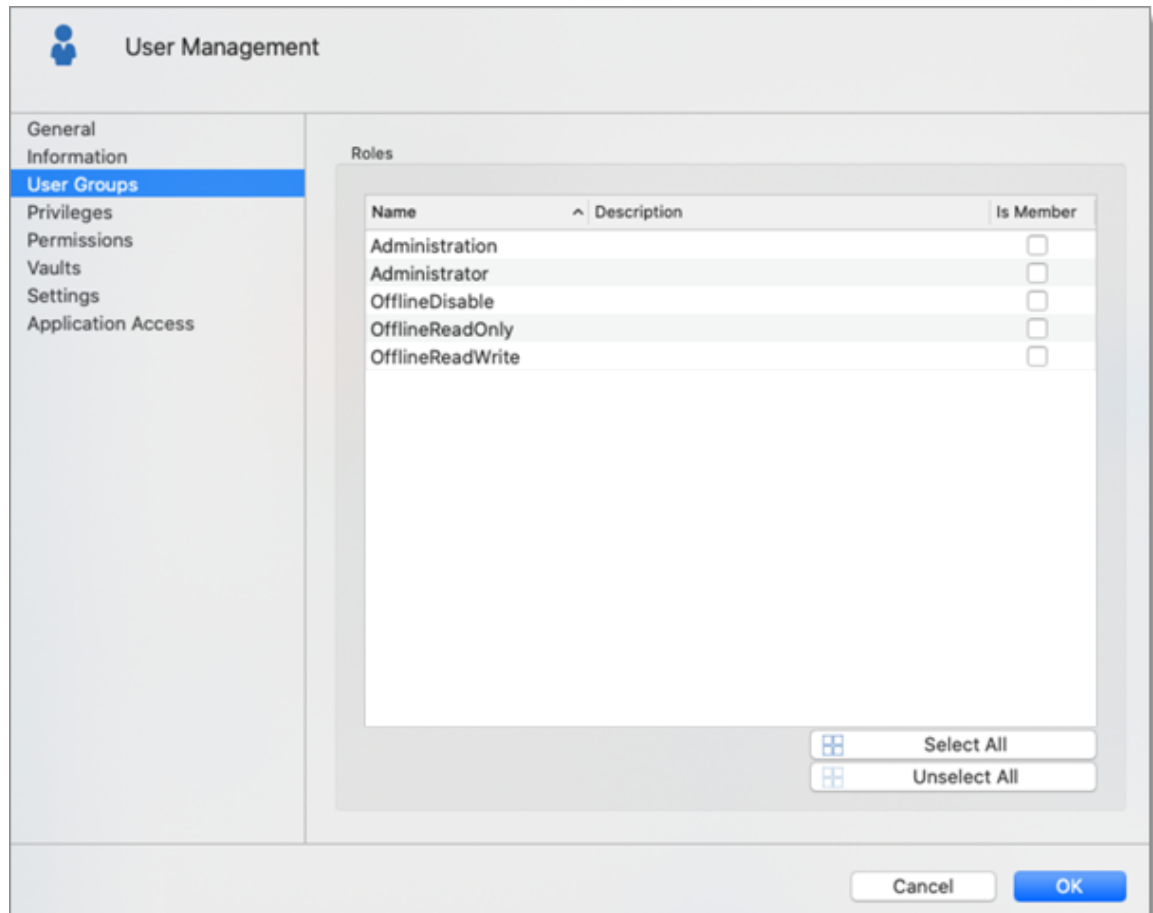 User Management
General
Information
User Groups
Privileges
Permissions
Vaults
Settings
Application Access
Roles
Name Description Is Member
Administration
Administrator
OfflineDisable
OfflineReadOnly
OfflineReadWrite
Select All
Unselect All
Cancel OK